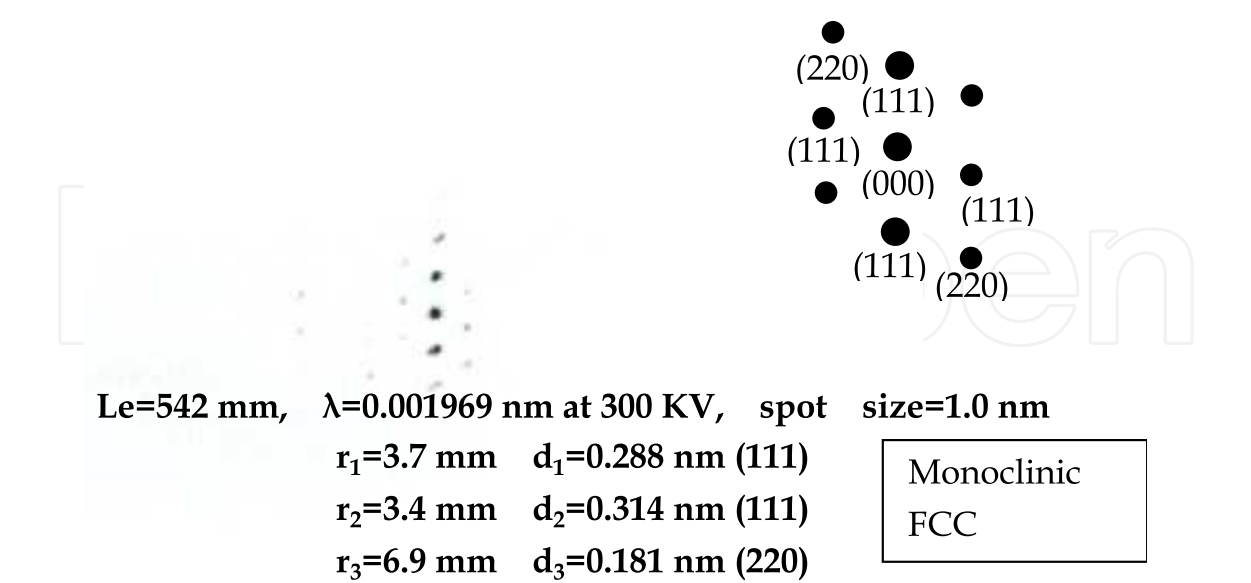 (220)
(111)
(111)
(000)
(111)
(111)
(220)
Le=542 mm, λ=0.001969 nm at 300 KV, spot size=1.0 nm
r₁=3.7 mm d₁=0.288 nm (111)
r₂=3.4 mm d₂=0.314 nm (111)
r₃=6.9 mm d₃=0.181 nm (220)
Monoclinic
FCC